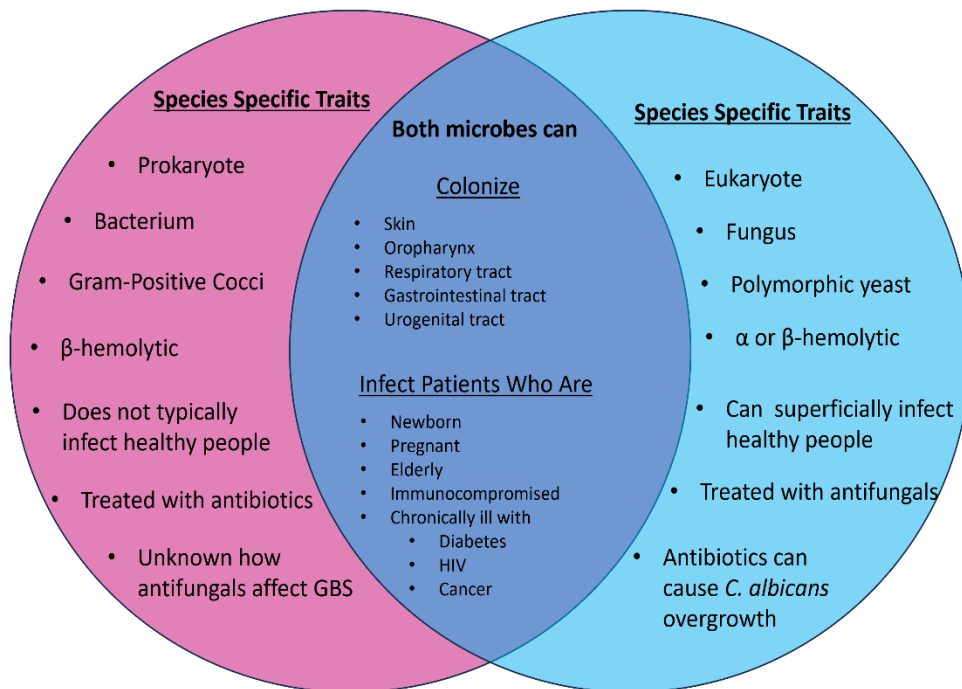 Species Specific Traits
• Prokaryote
• Bacterium
• Gram-Positive Cocci
• β-hemolytic
• Does not typically
infect healthy people
• Treated with antibiotics
• Unknown how
antifungals affect GBS
Both microbes can
Colonize
• Skin
• Oropharynx
• Respiratory tract
• Gastrointestinal tract
• Urogenital tract
Infect Patients Who Are
• Newborn
• Pregnant
• Elderly
• Immunocompromised
• Chronically ill with
• Diabetes
• HIV
• Cancer
Species Specific Traits
• Eukaryote
• Fungus
• Polymorphic yeast
• α or β-hemolytic
• Can superficially infect
healthy people
• Treated with antifungals
• Antibiotics can
cause C. albicans
overgrowth